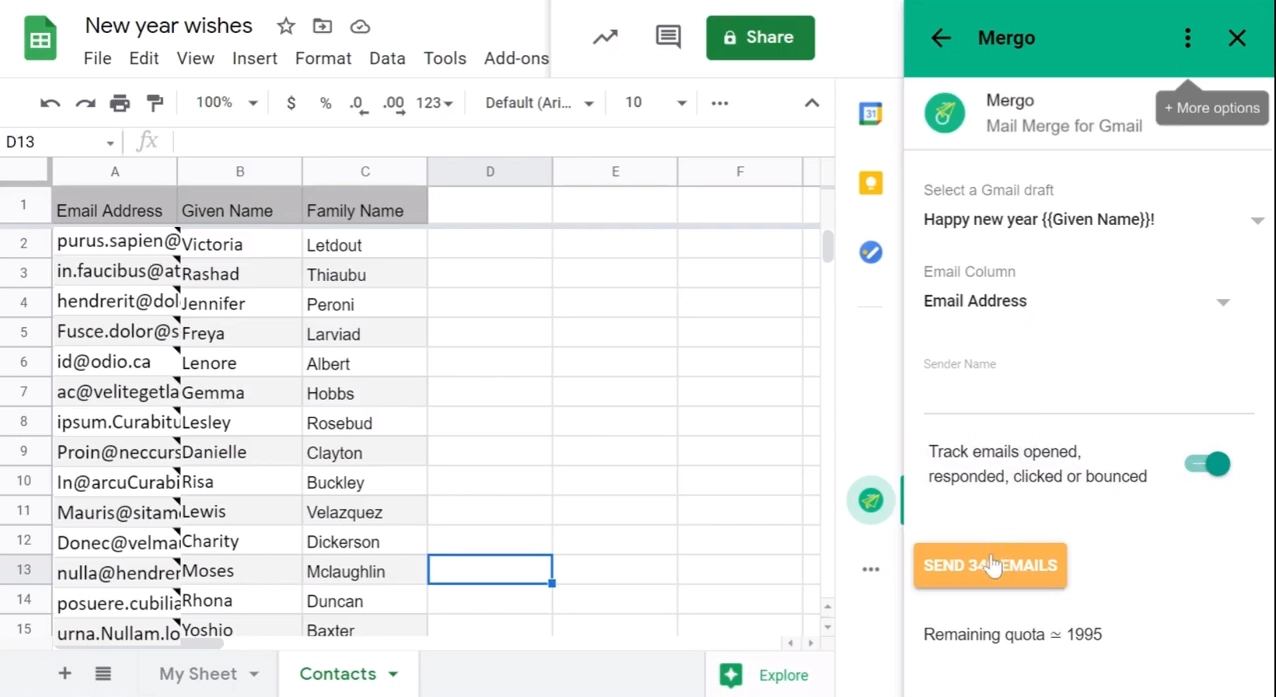 New year wishes
File Edit View Insert Format Data Tools Add-ons
Share
100% $ % .0 .00 123 Default (Ari... 10
D13 fx
A B C D E F
1 Email Address Given Name Family Name
2 purus.sapien@ Victoria Letdout
3 in.faucibus@at Rashad Thiaubu
4 hendrerit@dol Jennifer Peroni
5 Fusce.dolor@s Freya Larviad
6 id@odio.ca Lenore Albert
7 ac@velitegetla Gemma Hobbs
8 ipsum.Curabitu Lesley Rosebud
9 Proin@neccurs Danielle Clayton
10 In@arcuCurabi Risa Buckley
11 Mauris@sitam Lewis Velazquez
12 Donec@velmau Charity Dickerson
13 nulla@hendrer Moses Mclaughlin
14 posuere.cubilia Rhona Duncan
15 urna.Nullam.lo Yoshio Baxter
My Sheet Contacts Explore
31
Mergo
Mergo
Mail Merge for Gmail
+ More options
Select a Gmail draft
Happy new year {{Given Name}}!
Email Column
Email Address
Sender Name
Track emails opened,
responded, clicked or bounced
SEND EMAILS
Remaining quota ≃ 1995